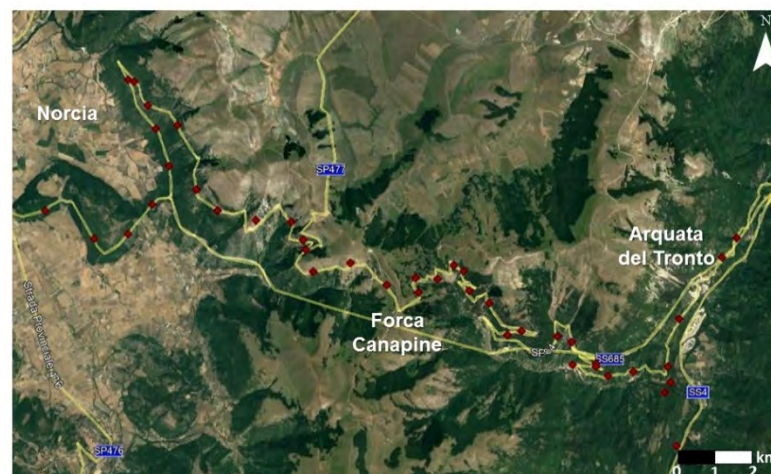 N
Norcia
SP477
Arquata
del Tronto
Forca
Canapine
SS685
SS4
SP476
km
0 1 2